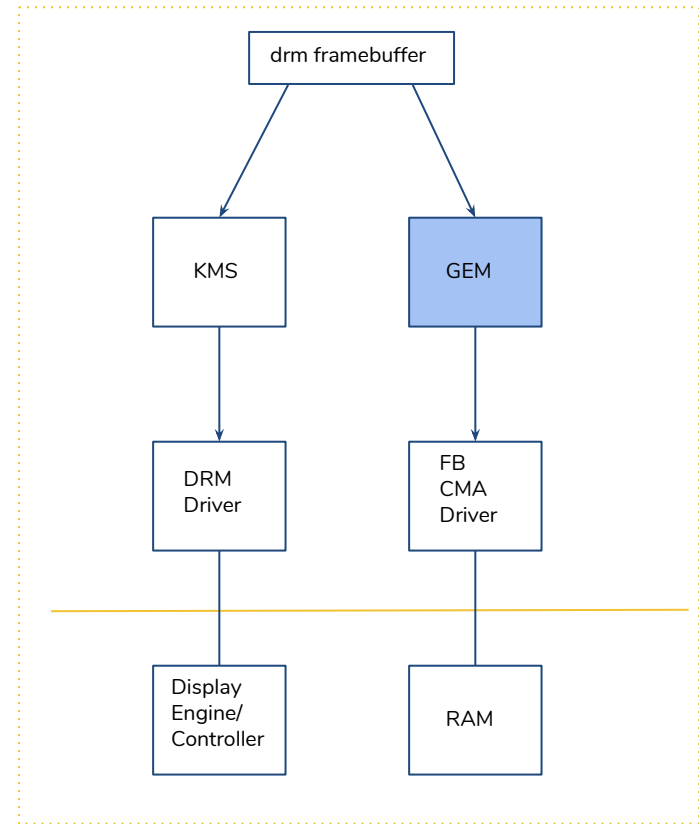 drm framebuffer
KMS
GEM
DRM
Driver
FB
CMA
Driver
Display
Engine/
Controller
RAM